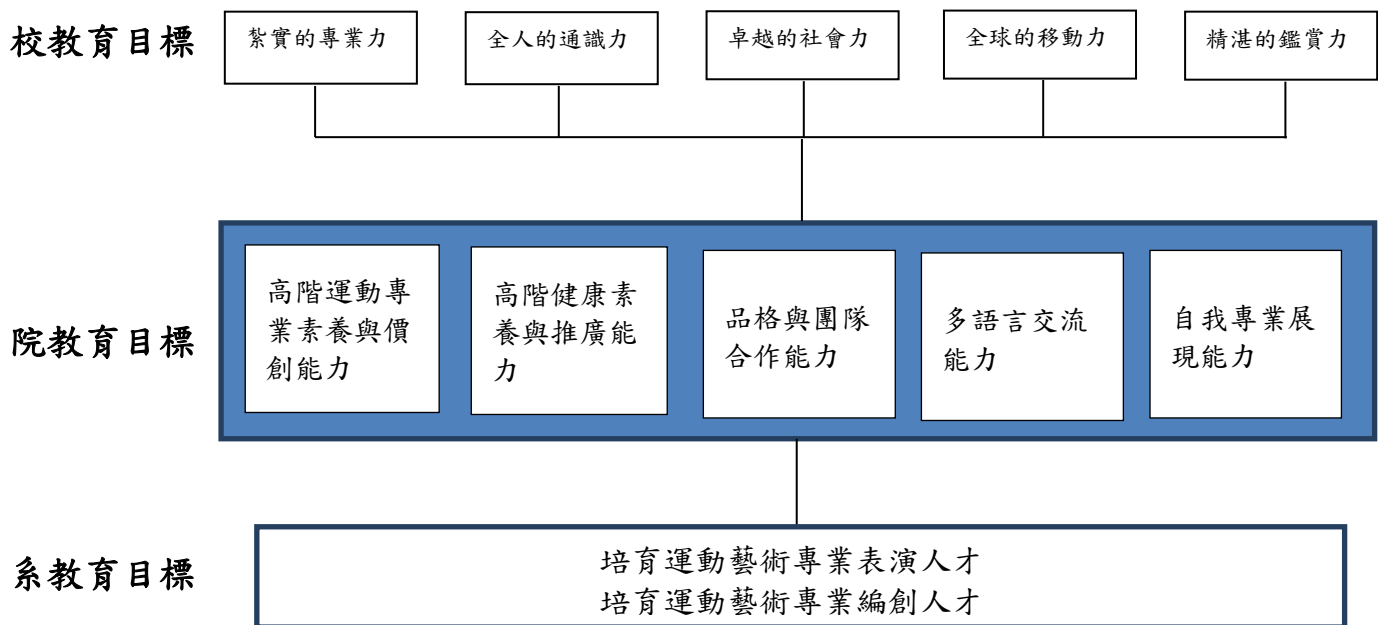 校教育目標
紮實的專業力
全人的通識力
卓越的社會力
全球的移動力
精湛的鑑賞力
院教育目標
高階運動專
業素養與價
創能力
高階健康素
養與推廣能
力
品格與團隊
合作能力
多語言交流
能力
自我專業展
現能力
系教育目標
培育運動藝術專業表演人才
培育運動藝術專業編創人才